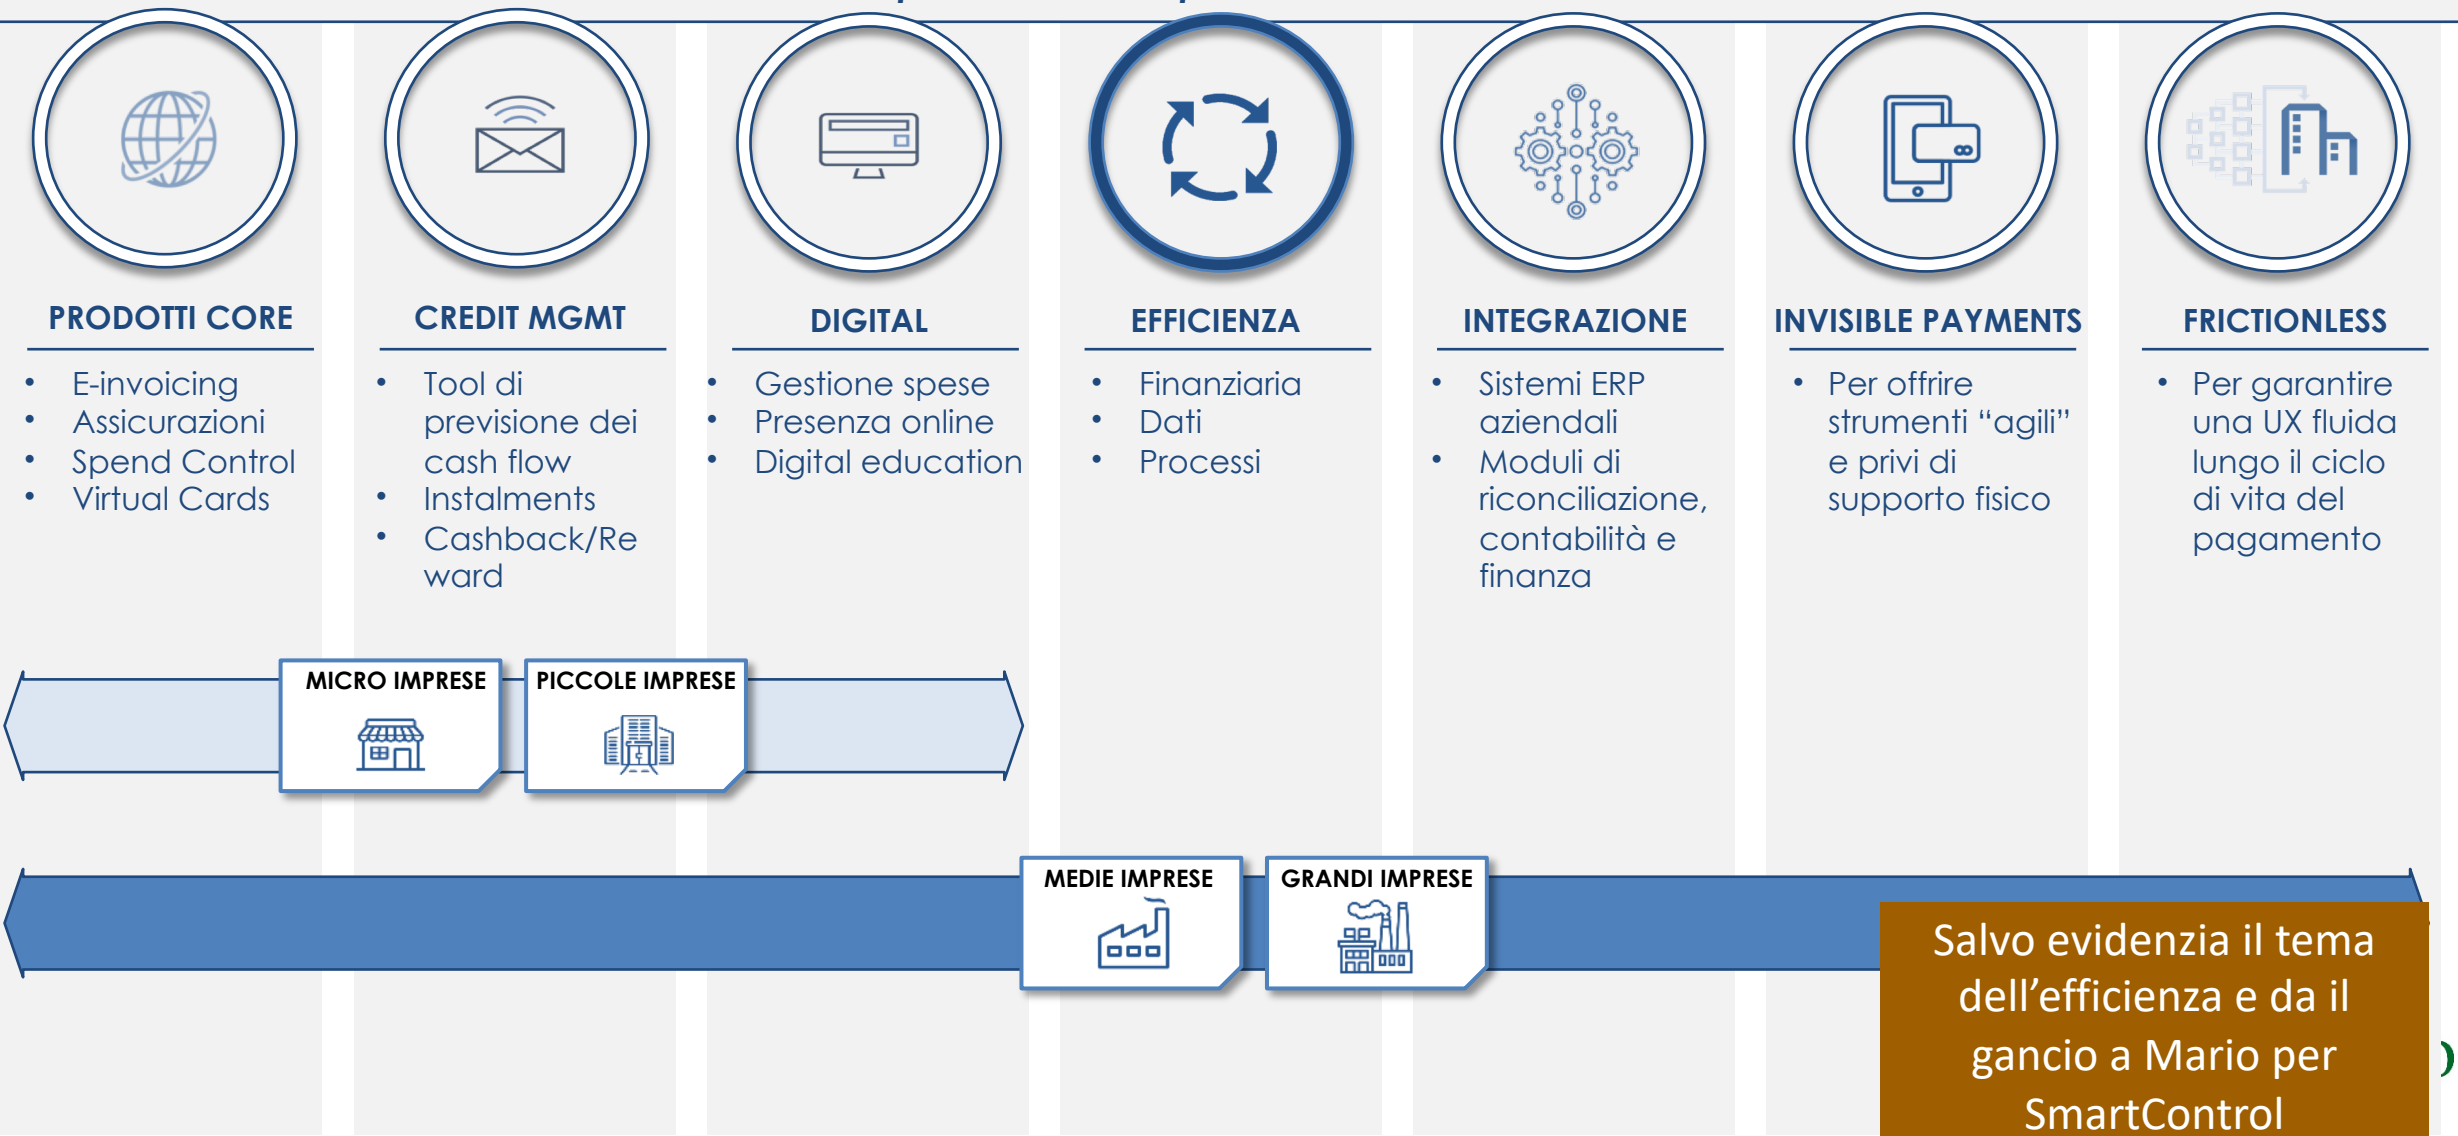 PRODOTTI CORE
E-invoicing
Assicurazioni
Spend Control
Virtual Cards
CREDIT MGMT
Tool di
previsione dei
cash flow
Instalments
Cashback/Re
ward
DIGITAL
Gestione spese
Presenza online
Digital education
EFFICIENZA
Finanziaria
Dati
Processi
INTEGRAZIONE
Sistemi ERP
aziendali
Moduli di
riconciliazione,
contabilità e
finanza
INVISIBLE PAYMENTS
Per offrire
strumenti “agili”
e privi di
supporto fisico
FRICTIONLESS
Per garantire
una UX fluida
lungo il ciclo
di vita del
pagamento
MICRO IMPRESE
PICCOLE IMPRESE
MEDIE IMPRESE
GRANDI IMPRESE
Salvo evidenzia il tema
dell’efficienza e da il
gancio a Mario per
SmartControl